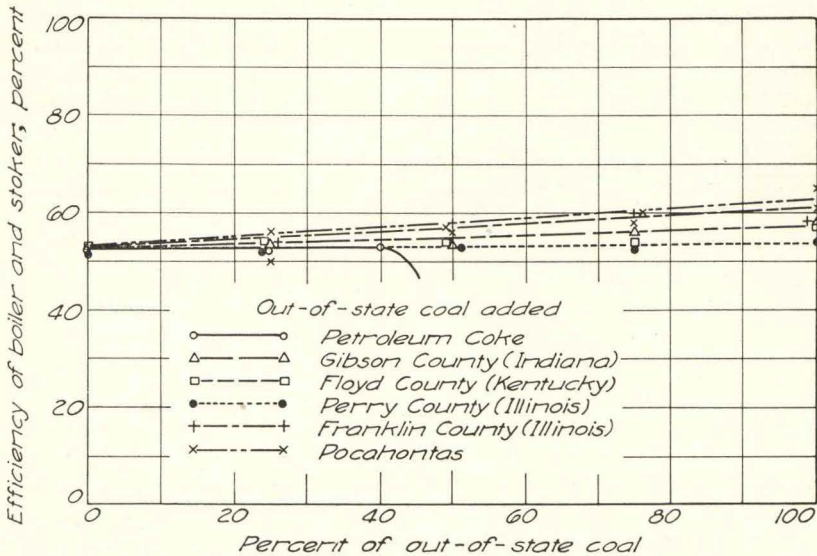 Efficiency of boiler and stoker, percent
100
80
60
40
20
0
Out-of-state coal added
Petroleum Coke
Gibson County (Indiana)
Floyd County (Kentucky)
Perry County (Illinois)
Franklin County (Illinois)
Pocahontas
0 20 40 60 80 100
Percent of out-of-state coal